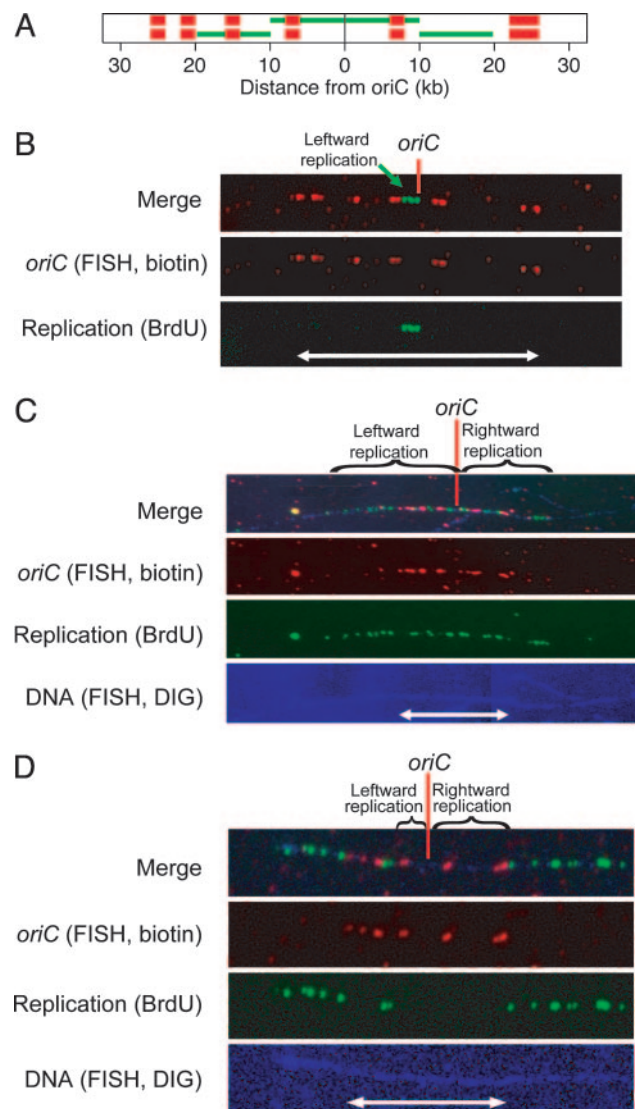 A
30 20 10 0 10 20 30
Distance from oriC (kb)
B
Leftward
replication
oriC
Merge
oriC (FISH, biotin)
Replication (BrdU)
C
oriC
Leftward
replication
Rightward
replication
Merge
oriC (FISH, biotin)
Replication (BrdU)
DNA (FISH, DIG)
D
oriC
Leftward
replication
Rightward
replication
Merge
oriC (FISH, biotin)
Replication (BrdU)
DNA (FISH, DIG)